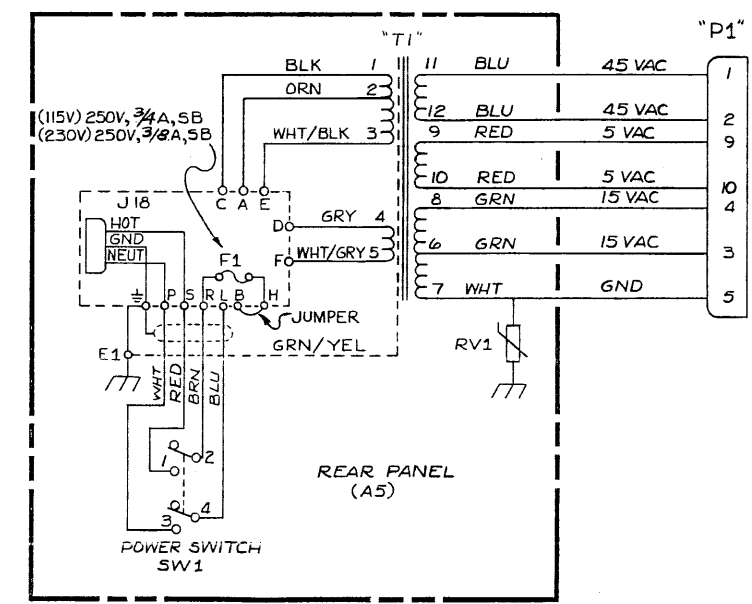 "P1"
"T1"
BLK 1 11 BLU 45 VAC 1
ORN 2
12 BLU 45 VAC 2
(115V) 250V, 3/4A, SB
(230V) 250V, 3/8A, SB
WHT/BLK 3 9 RED 5 VAC 9
10 RED 5 VAC 10
J18 C A E 8 GRN 15 VAC 4
HOT D GRY 4
GND 6 GRN 15 VAC 3
NEUT F1 F WHT/GRY 5
P S R L B H 7 WHT GND 5
JUMPER
GRN/YEL
E1 RV1
WHT
RED
BRN
BLU
1 2
REAR PANEL
(A5)
3 4
POWER SWITCH
SW1